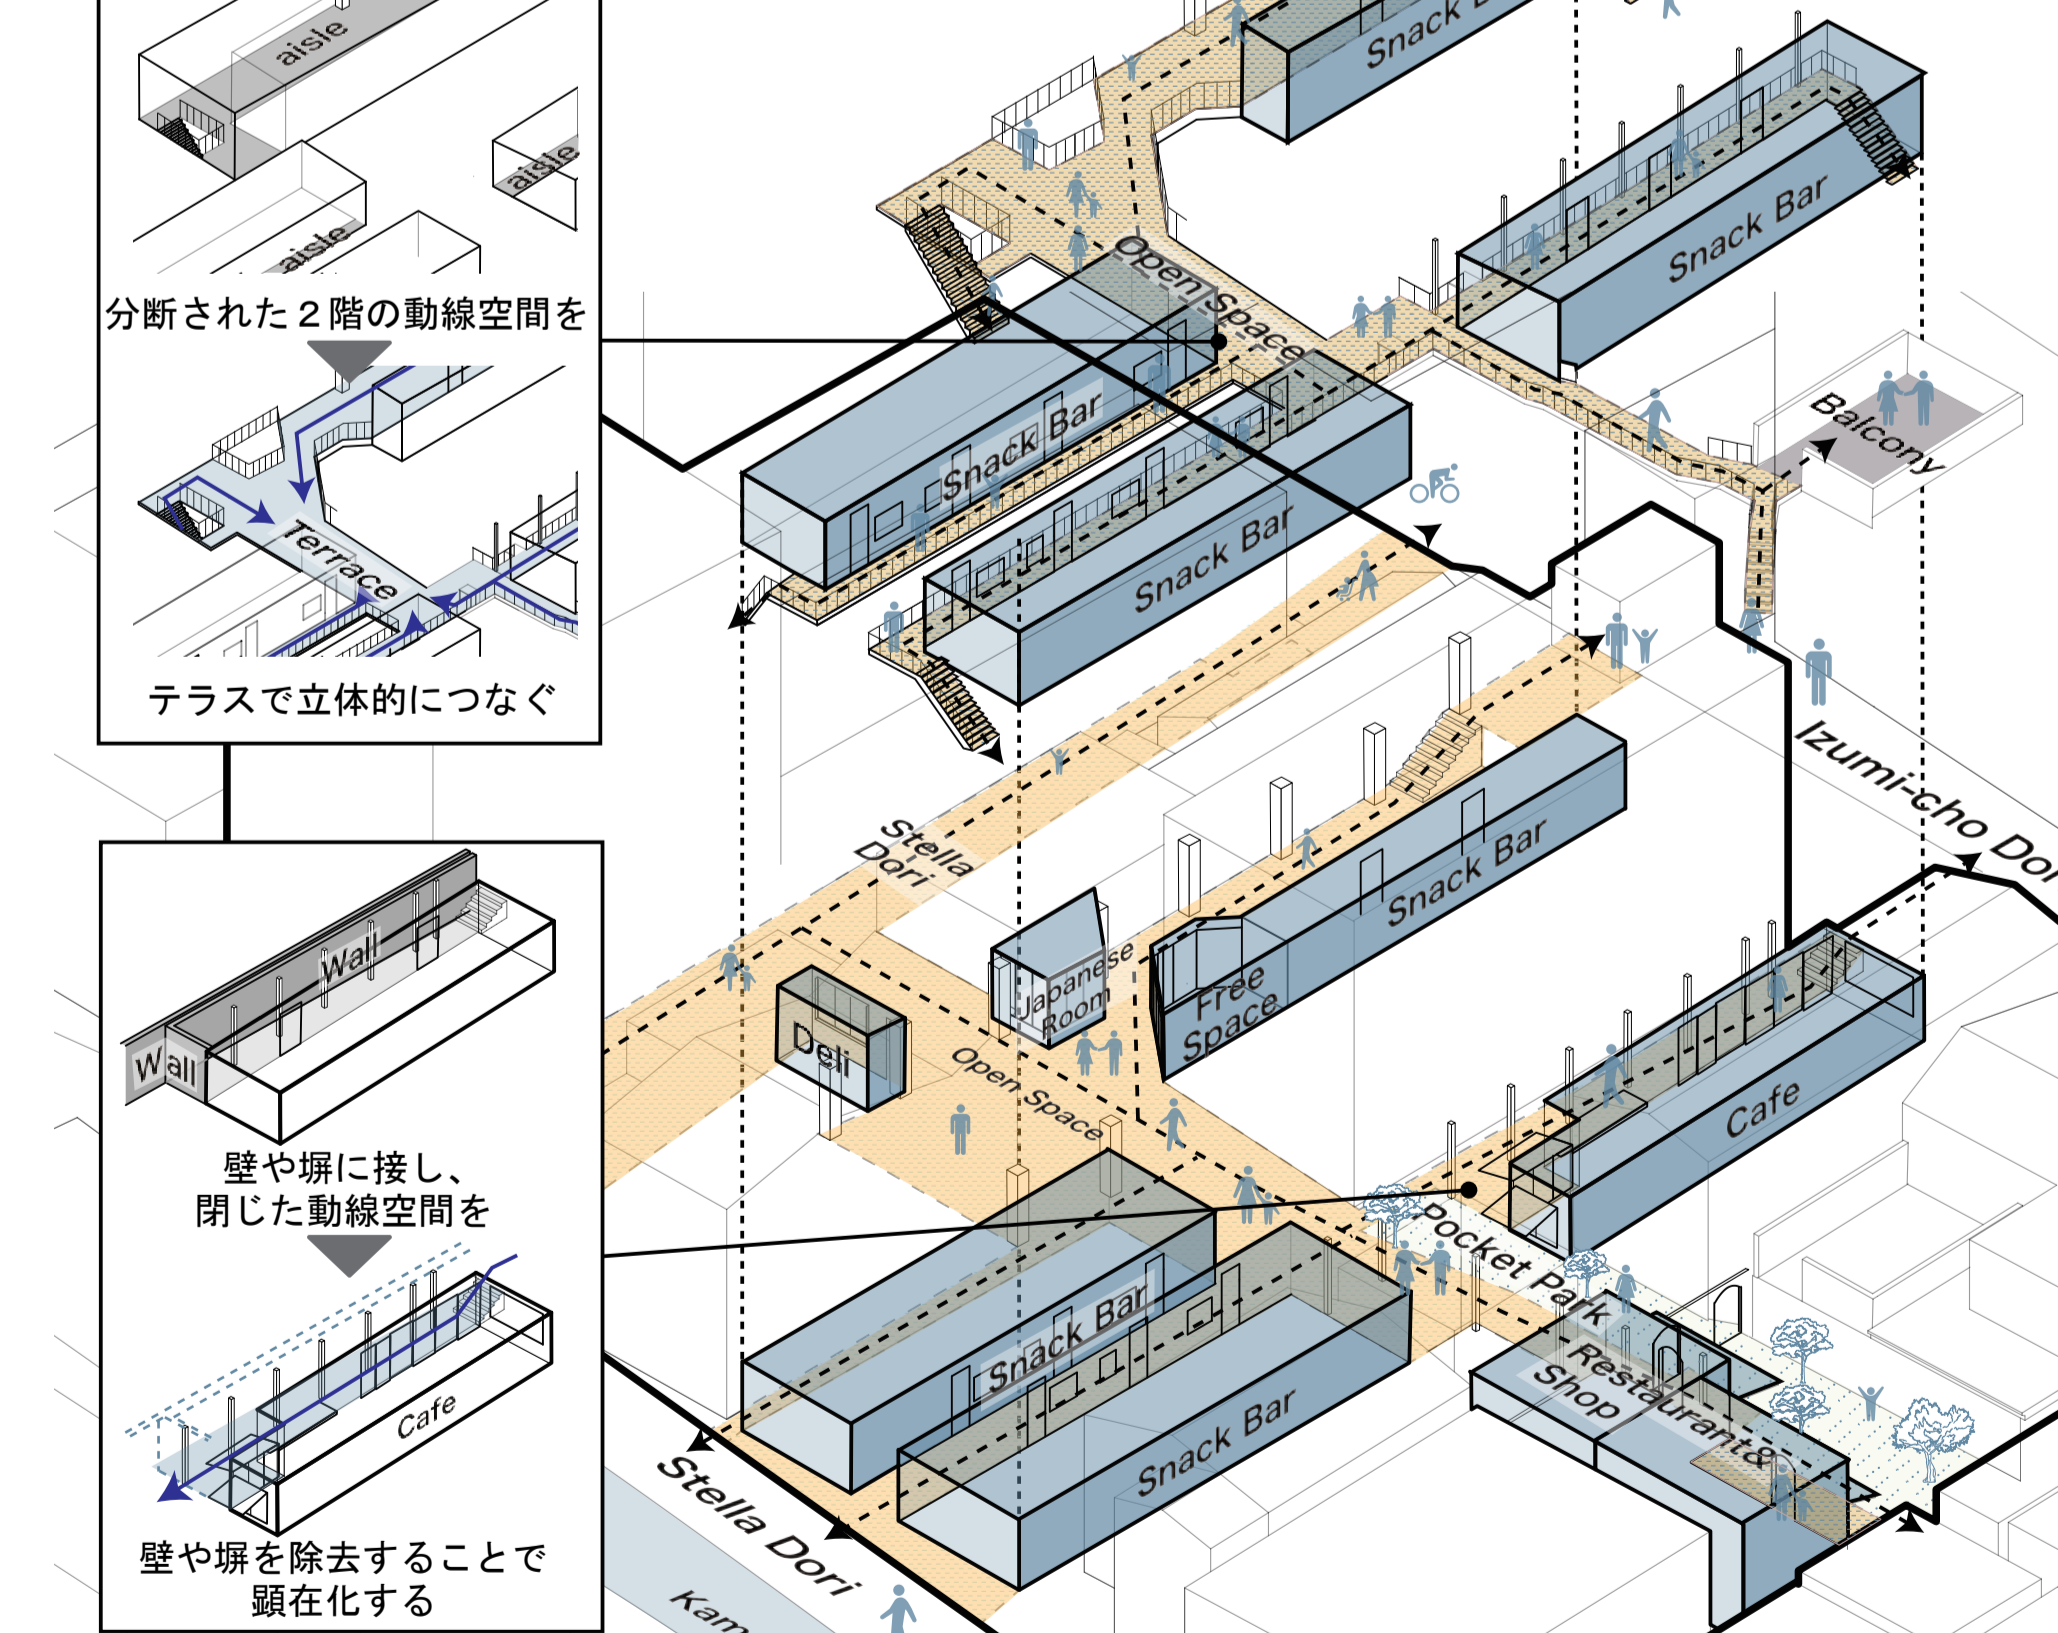 aisle
aisle
aisle
分断された２階の動線空間を
Terrace
テラスで立体的につなぐ
Wall
Wall
壁や塀に接し、
閉じた動線空間を
Cafe
壁や塀を除去することで
顕在化する
Snack
Snack Bar
Open Space
Snack Bar
Snack Bar
Balcony
Izumi-cho
Stella
Dori
Snack Bar
Japanese
Room
Free
Space
Deli
Open Space
Cafe
Pocket Park
Snack Bar
Snack Bar
Restaurant&
Shop
Stella Dori
Kam